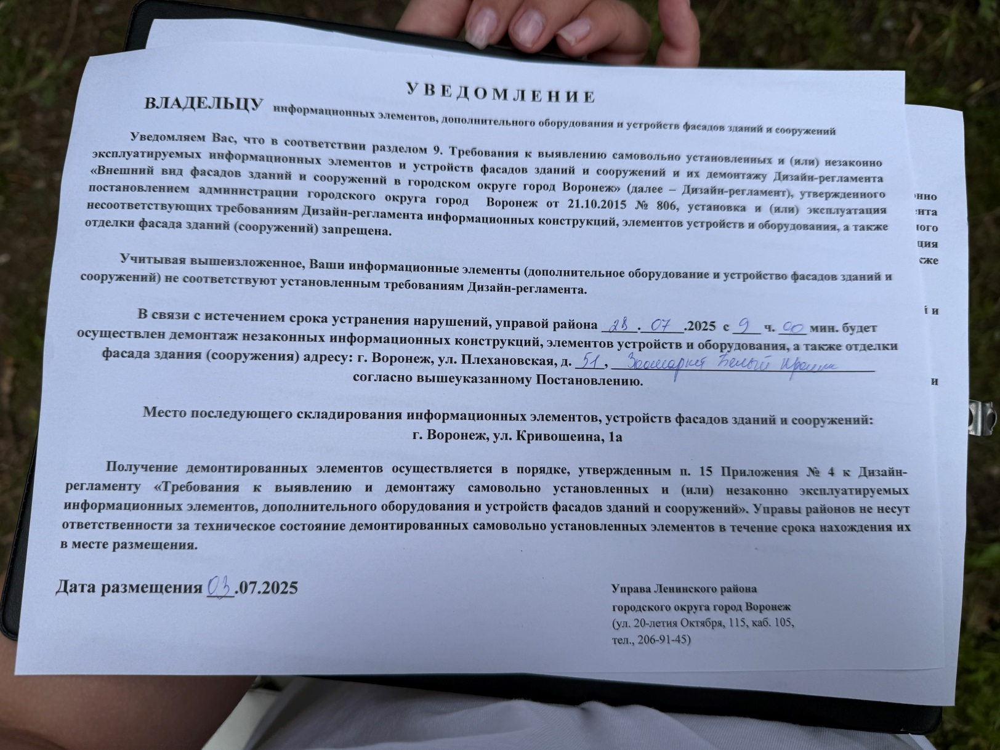 УВЕДОМЛЕНИЕ
ВЛАДЕЛЬЦУ информационных элементов, дополнительного оборудования и устройств фасадов зданий и сооружений
Уведомляем Вас, что в соответствии разделом 9. Требования к выявлению самовольно установленных и (или) незаконно
эксплуатируемых информационных элементов и устройств фасадов зданий и сооружений и их демонтажу Дизайн-регламента
«Внешний вид фасадов зданий и сооружений в городском округе город Воронеж» (далее – Дизайн-регламент), утвержденного
постановлением администрации городского округа город Воронеж от 21.10.2015 № 806, установка и (или) эксплуатация
несоответствующих требованиям Дизайн-регламента информационных конструкций, элементов устройств и оборудования, а также
отделки фасада зданий (сооружений) запрещена.
Учитывая вышеизложенное, Ваши информационные элементы (дополнительное оборудование и устройство фасадов зданий и
сооружений) не соответствуют установленным требованиям Дизайн-регламента.
В связи с истечением срока устранения нарушений, управой района 28.07.2025 с 9 ч. 00 мин. будет
осуществлен демонтаж незаконных информационных конструкций, элементов устройств и оборудования, а также отделки
фасада здания (сооружения) адресу: г. Воронеж, ул. Плехановская, д. 51, Зоомаркет Белый Кролик
согласно вышеуказанному Постановлению.
Место последующего складирования информационных элементов, устройств фасадов зданий и сооружений:
г. Воронеж, ул. Кривошеина, 1а
Получение демонтированных элементов осуществляется в порядке, утвержденным п. 15 Приложения № 4 к Дизайн-
регламенту «Требования к выявлению и демонтажу самовольно установленных и (или) незаконно эксплуатируемых
информационных элементов, дополнительного оборудования и устройств фасадов зданий и сооружений». Управы районов не несут
ответственности за техническое состояние демонтированных самовольно установленных элементов в течение срока нахождения их
в месте размещения.
Дата размещения 03.07.2025
Управа Ленинского района
городского округа город Воронеж
(ул. 20-летия Октября, 115, каб. 105,
тел., 206-91-45)